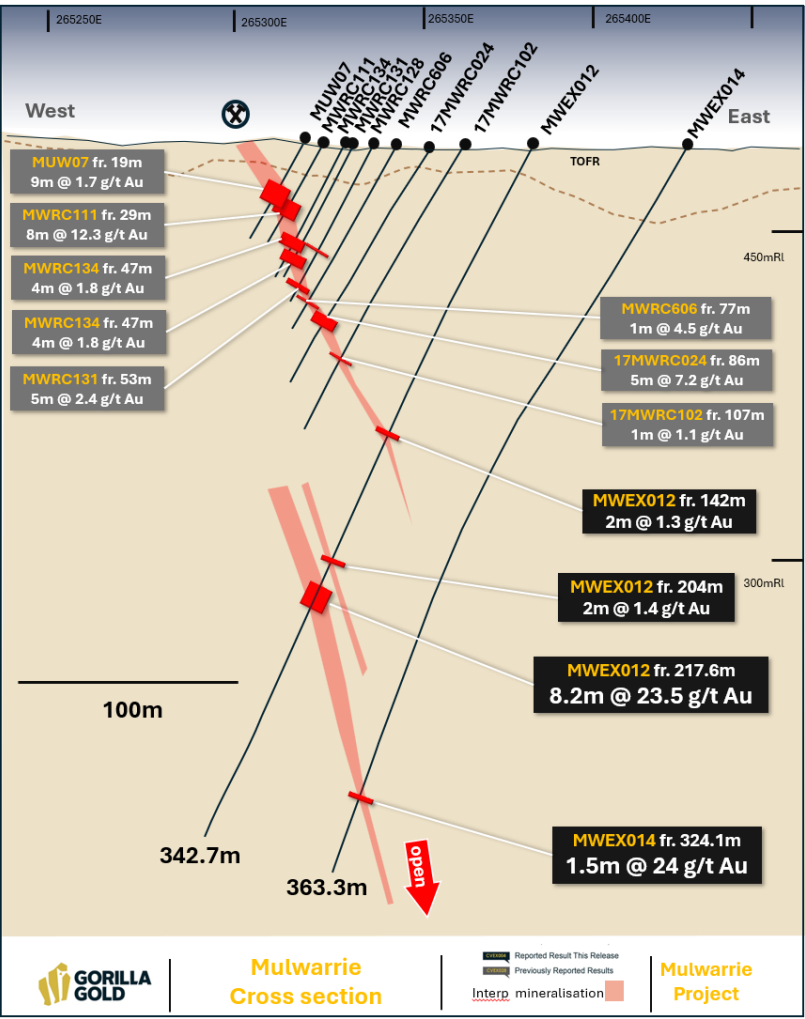 265250E
265300E
265350E
265400E
West
East
MUW07
MWRC111
MWRC134
MWRC131
MWRC128
MWRC606
17MWRC024
17MWRC102
MWEX012
MWEX014
TOFR
MUW07 fr. 19m
9m @ 1.7 g/t Au
MWRC111 fr. 29m
8m @ 12.3 g/t Au
MWRC134 fr. 47m
4m @ 1.8 g/t Au
MWRC134 fr. 47m
4m @ 1.8 g/t Au
MWRC131 fr. 53m
5m @ 2.4 g/t Au
450mRl
MWRC606 fr. 77m
1m @ 4.5 g/t Au
17MWRC024 fr. 86m
5m @ 7.2 g/t Au
17MWRC102 fr. 107m
1m @ 1.1 g/t Au
MWEX012 fr. 142m
2m @ 1.3 g/t Au
300mRl
MWEX012 fr. 204m
2m @ 1.4 g/t Au
MWEX012 fr. 217.6m
8.2m @ 23.5 g/t Au
100m
MWEX014 fr. 324.1m
1.5m @ 24 g/t Au
342.7m
363.3m
open
GORILLA
GOLD
Mulwarrie
Cross section
Reported Result This Release
Previously Reported Results
Interp mineralisation
Mulwarrie
Project